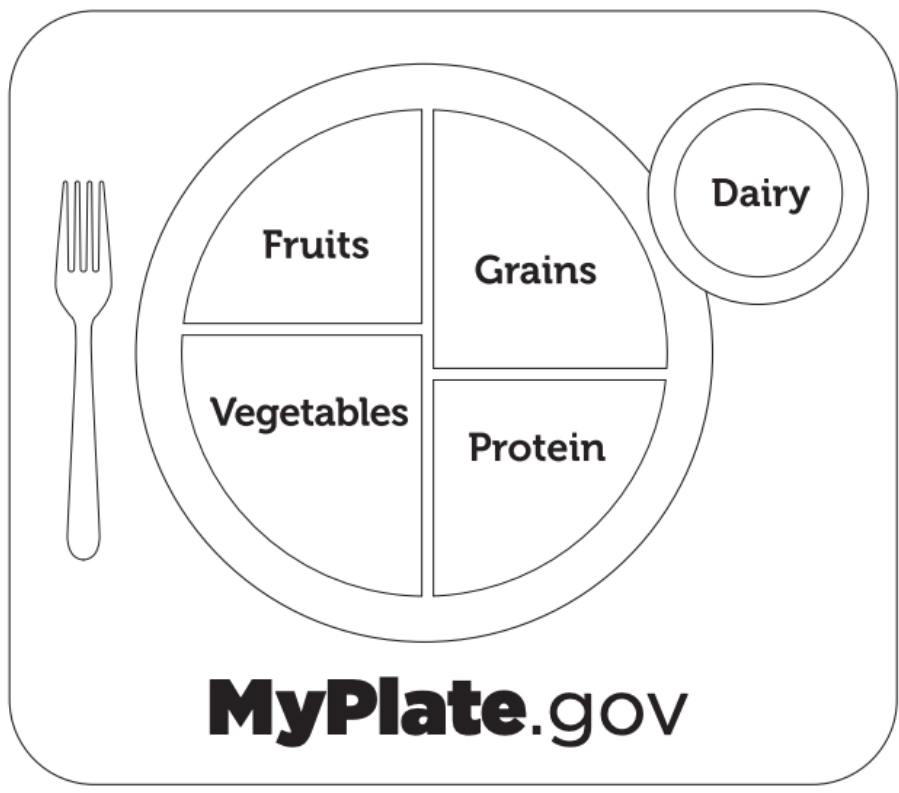 Dairy
Fruits
Grains
Vegetables
Protein
MyPlate.gov